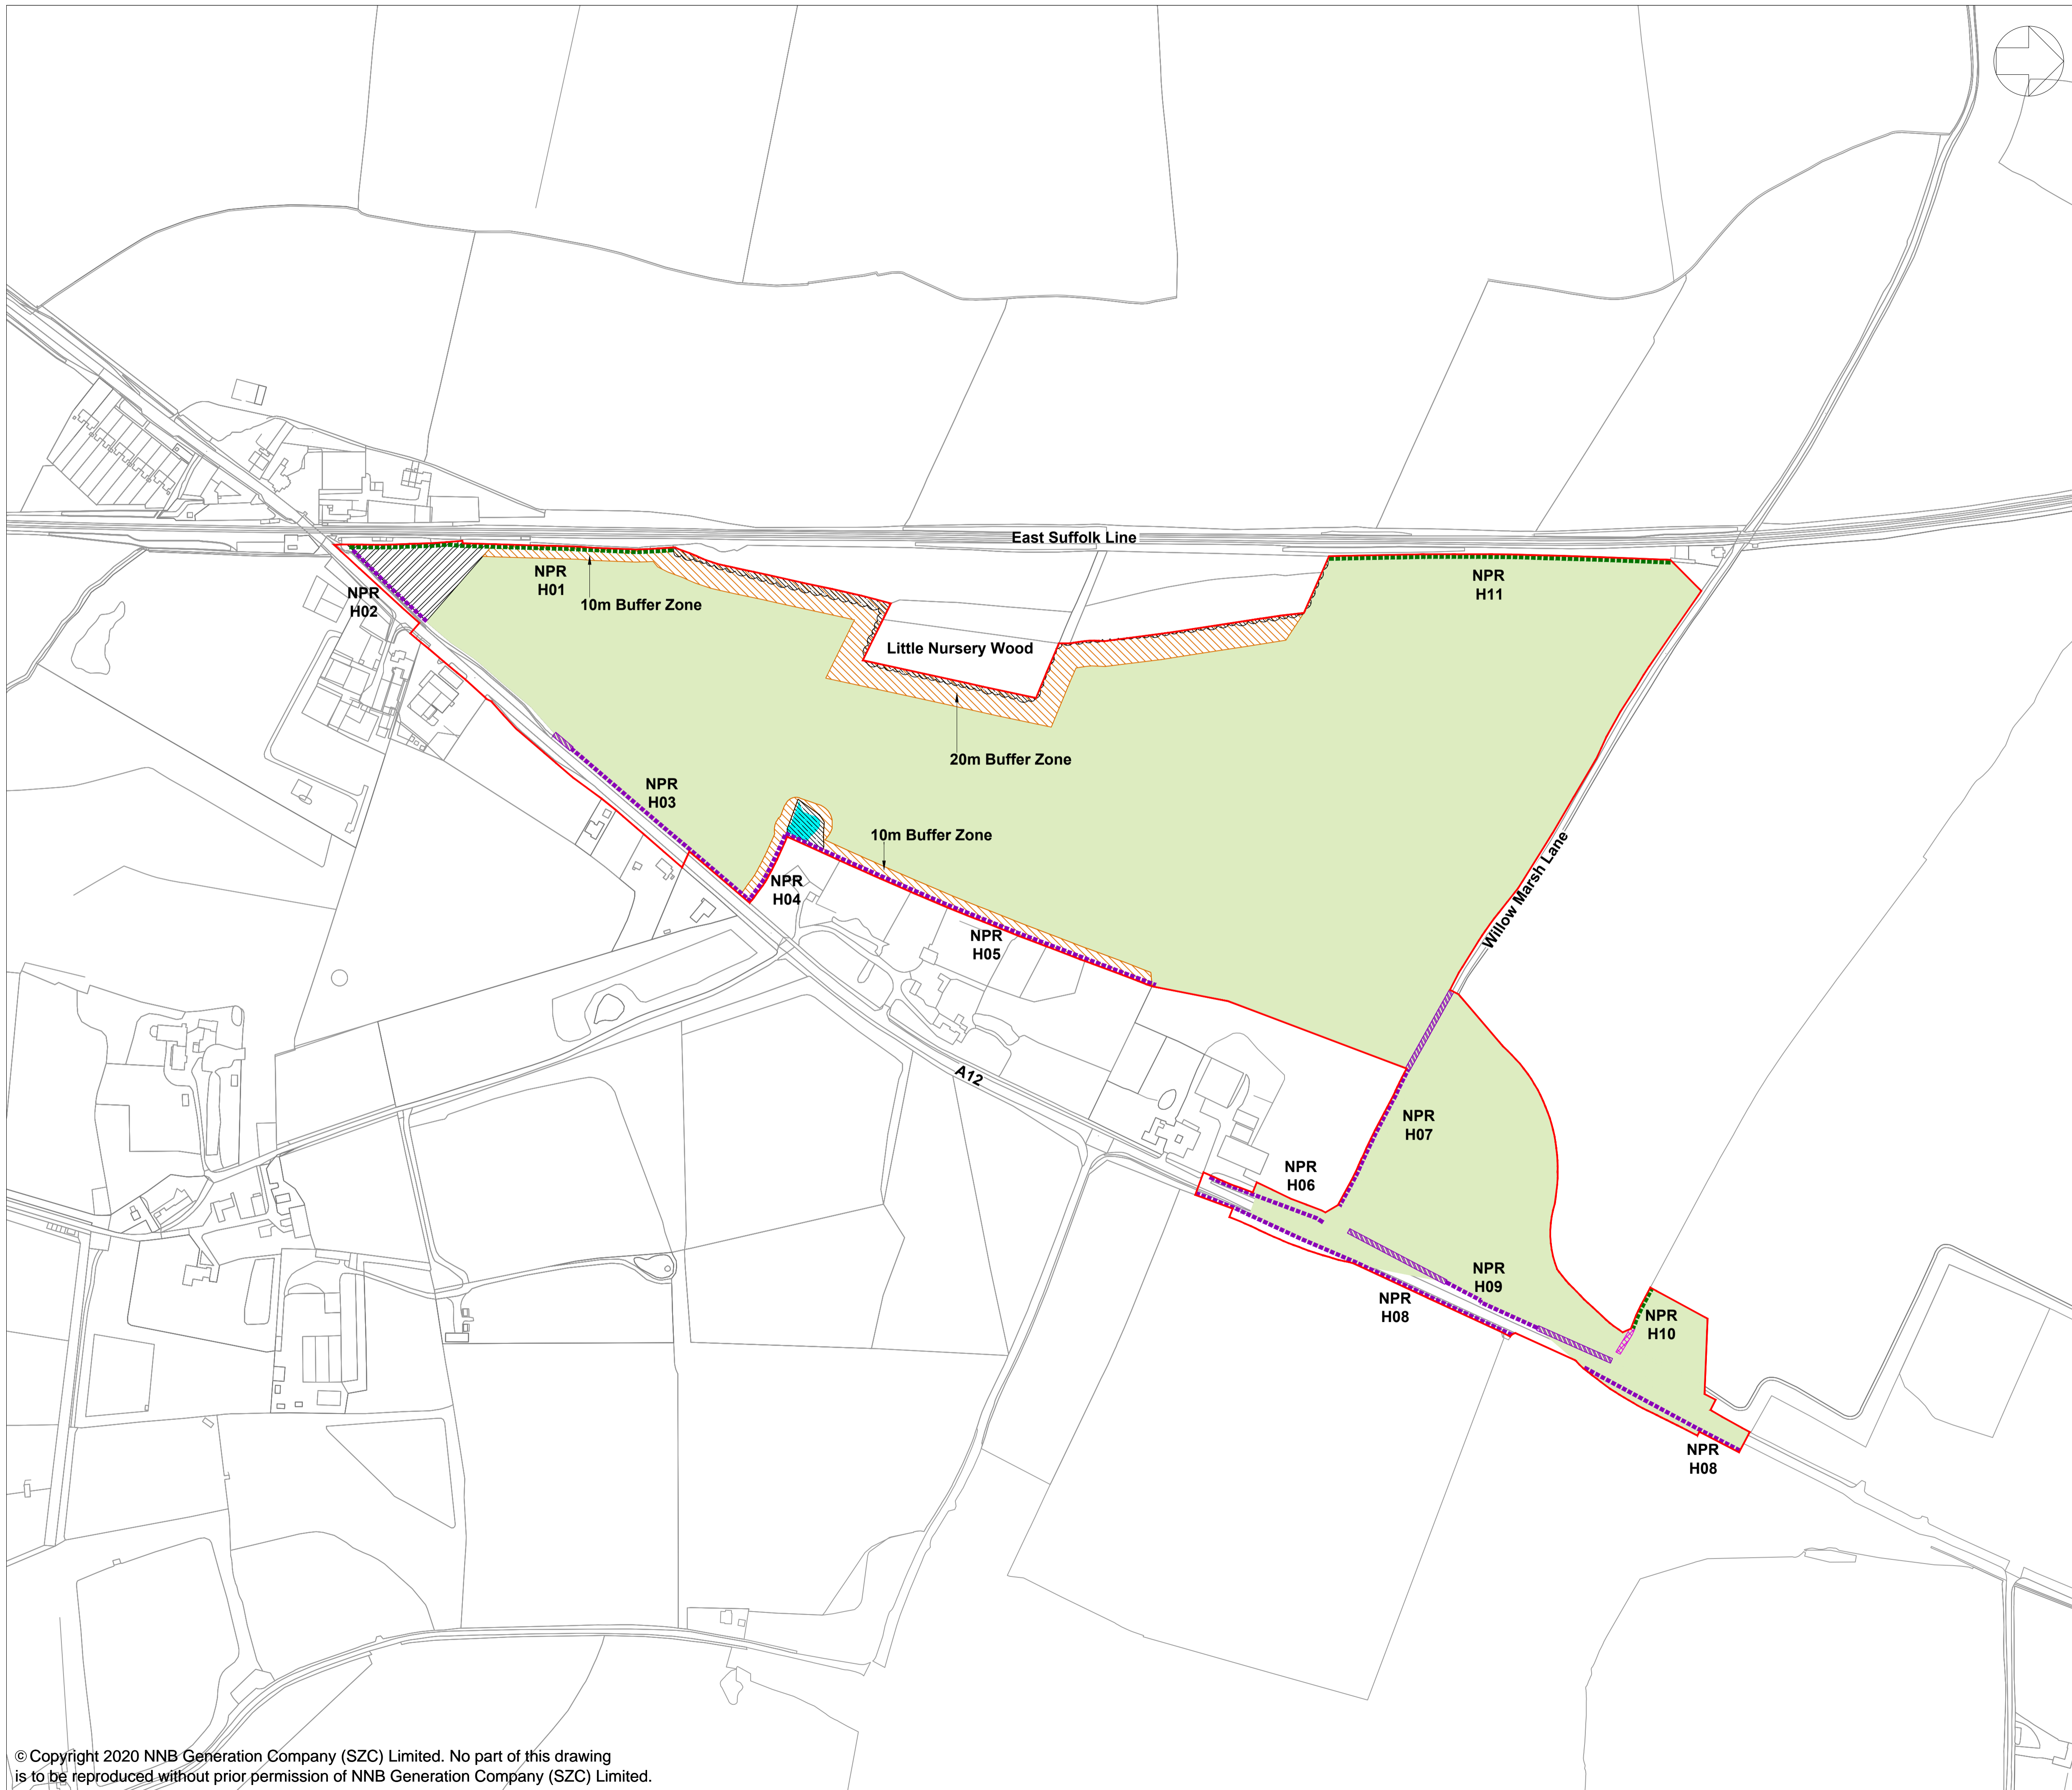 East Suffolk Line
NPR
H01
NPR
H02
10m Buffer Zone
NPR
H11
Little Nursery Wood
20m Buffer Zone
NPR
H03
10m Buffer Zone
NPR
H04
NPR
H05
Willow Marsh Lane
A12
NPR
H07
NPR
H06
NPR
H09
NPR
H08
NPR
H10
NPR
H08
© Copyright 2020 NNB Generation Company (SZC) Limited. No part of this drawing
is to be reproduced without prior permission of NNB Generation Company (SZC) Limited.